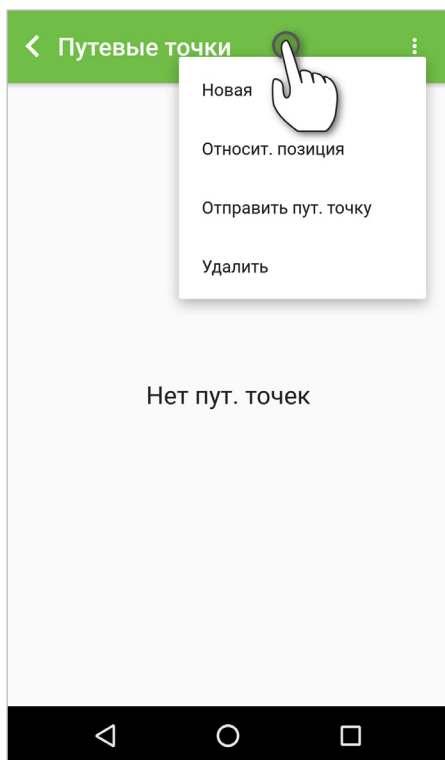 Путевые точки
Новая
Относит. позиция
Отправить пут. точку
Удалить
Нет пут. точек